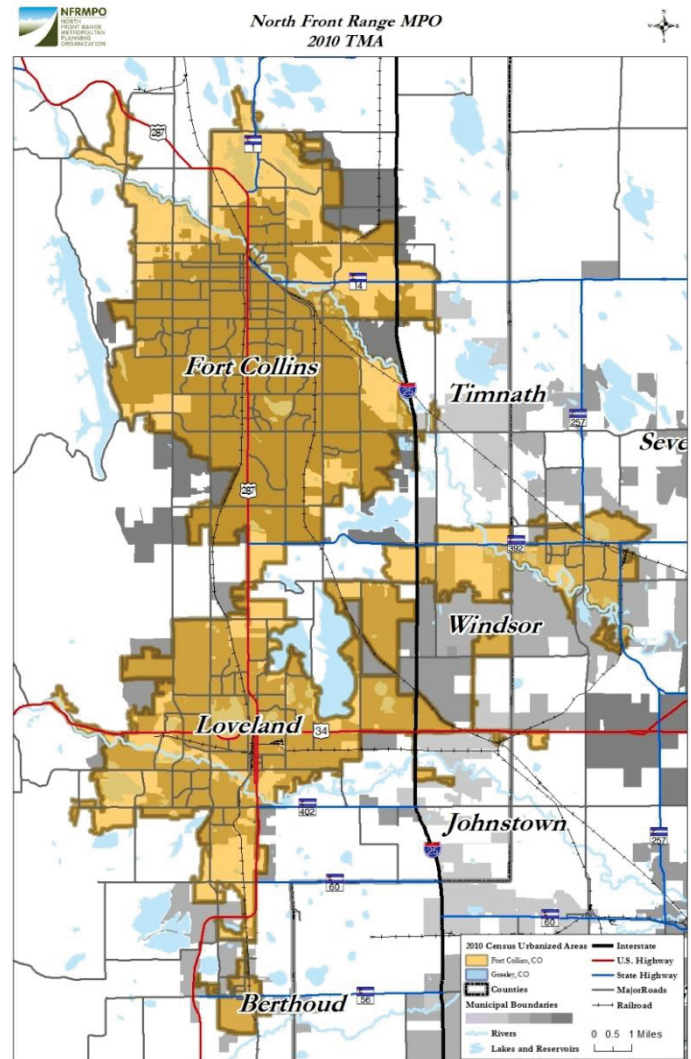 NFRMPO
NORTH
FRONT RANGE
METROPOLITAN
PLANNING
ORGANIZATION
North Front Range MPO
2010 TMA
N
W
E
S
287
1
14
Fort Collins
25
Timnath
257
Seve
287
392
Windsor
Loveland
34
402
Johnstown
25
257
60
60
56
Berthoud
2010 Census Urbanized Areas
Fort Collins, CO
Greeley, CO
Counties
Municipal Boundaries
Rivers
Lakes and Reservoirs
Interstate
U.S. Highway
State Highway
MajorRoads
Railroad
0 0.5 1 Miles